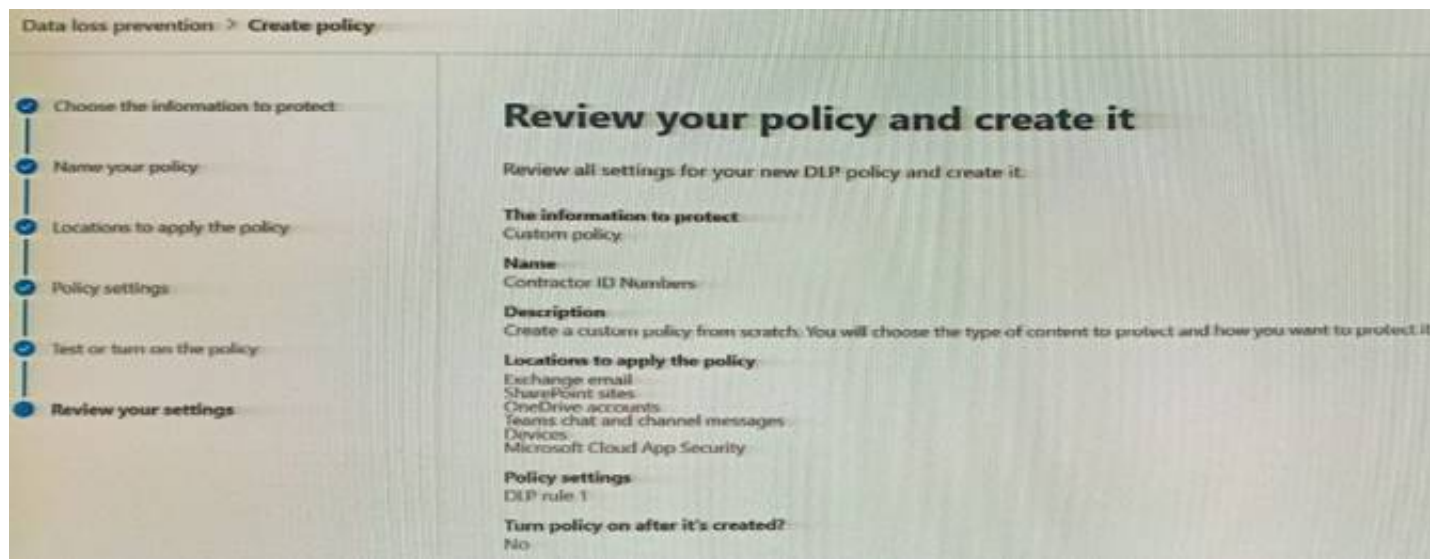 Data loss prevention > Create policy
Choose the information to protect
Name your policy
Locations to apply the policy
Policy settings
Test or turn on the policy
Review your settings
Review your policy and create it
Review all settings for your new DLP policy and create it.
The information to protect
Custom policy
Name
Contractor ID Numbers
Description
Create a custom policy from scratch. You will choose the type of content to protect and how you want to protect it
Locations to apply the policy
Exchange email
SharePoint sites
OneDrive accounts
Teams chat and channel messages
Devices
Microsoft Cloud App Security
Policy settings
DLP rule 1
Turn policy on after it's created?
No